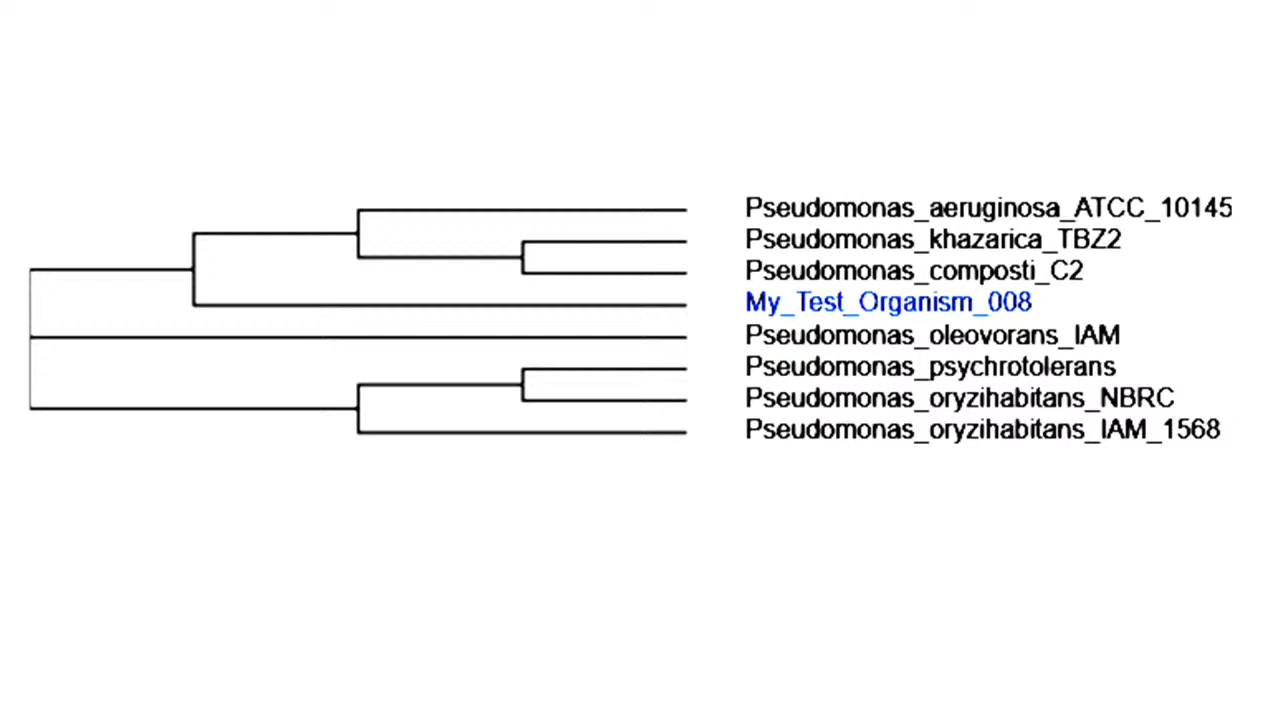 Pseudomonas_aeruginosa_ATCC_10145
Pseudomonas_khazarica_TBZ2
Pseudomonas_composti_C2
My_Test_Organism_008
Pseudomonas_oleovorans_IAM
Pseudomonas_psychrotolerans
Pseudomonas_oryzihabitans_NBRC
Pseudomonas_oryzihabitans_IAM_1568